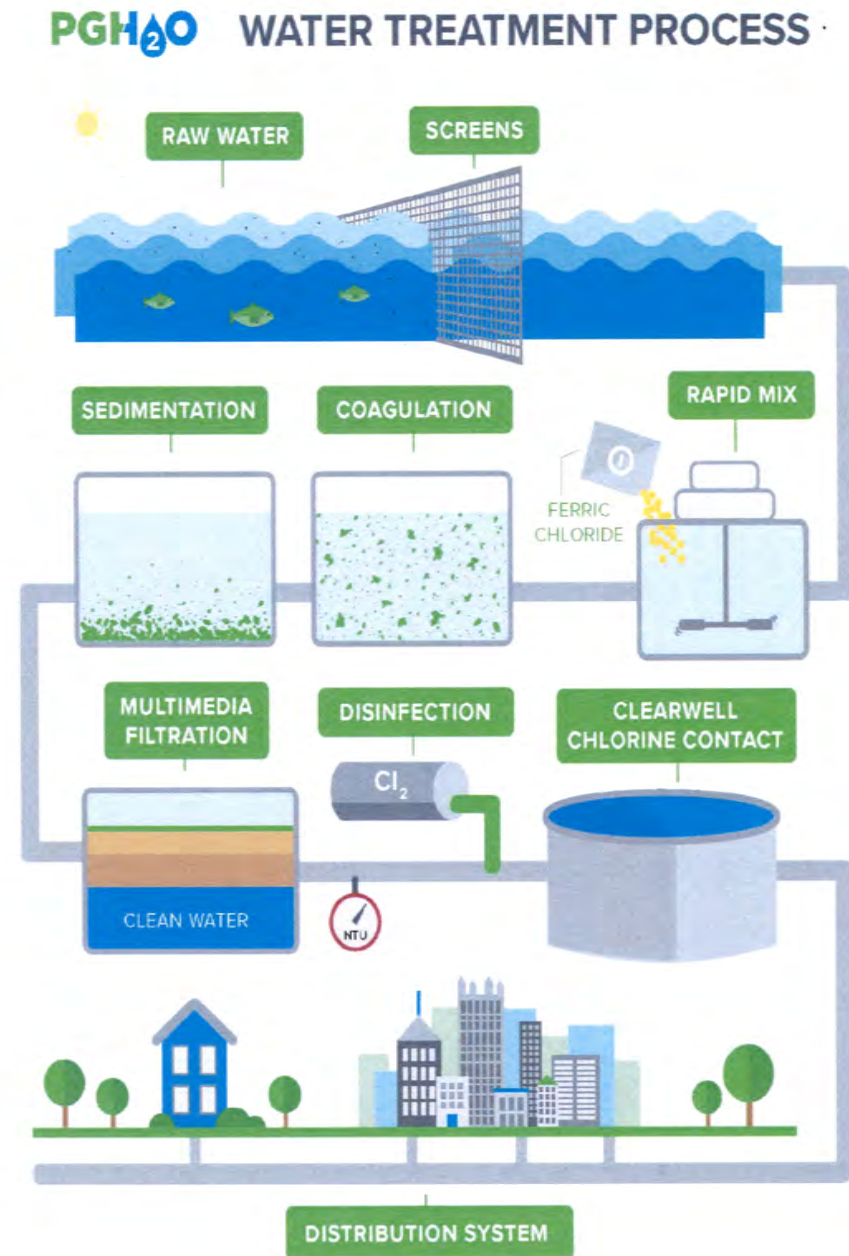 PGH2O WATER TREATMENT PROCESS
RAW WATER
SCREENS
SEDIMENTATION
COAGULATION
RAPID MIX
FERRIC
CHLORIDE
MULTIMEDIA
FILTRATION
DISINFECTION
CLEARWELL
CHLORINE CONTACT
Cl2
CLEAN WATER
NTU
DISTRIBUTION SYSTEM